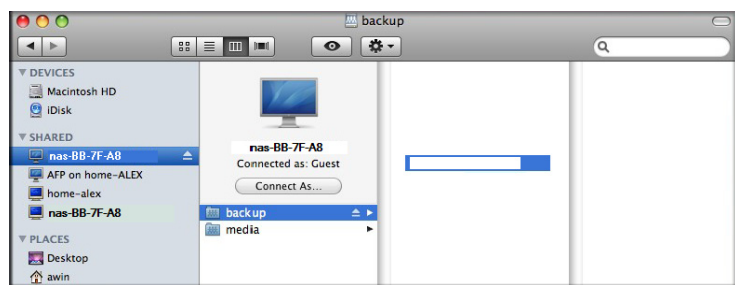 backup
DEVICES
Macintosh HD
iDisk
SHARED
nas-BB-7F-A8
AFP on home-ALEX
home-alex
nas-BB-7F-A8
PLACES
Desktop
awin
nas-BB-7F-A8
Connected as: Guest
Connect As...
backup
media